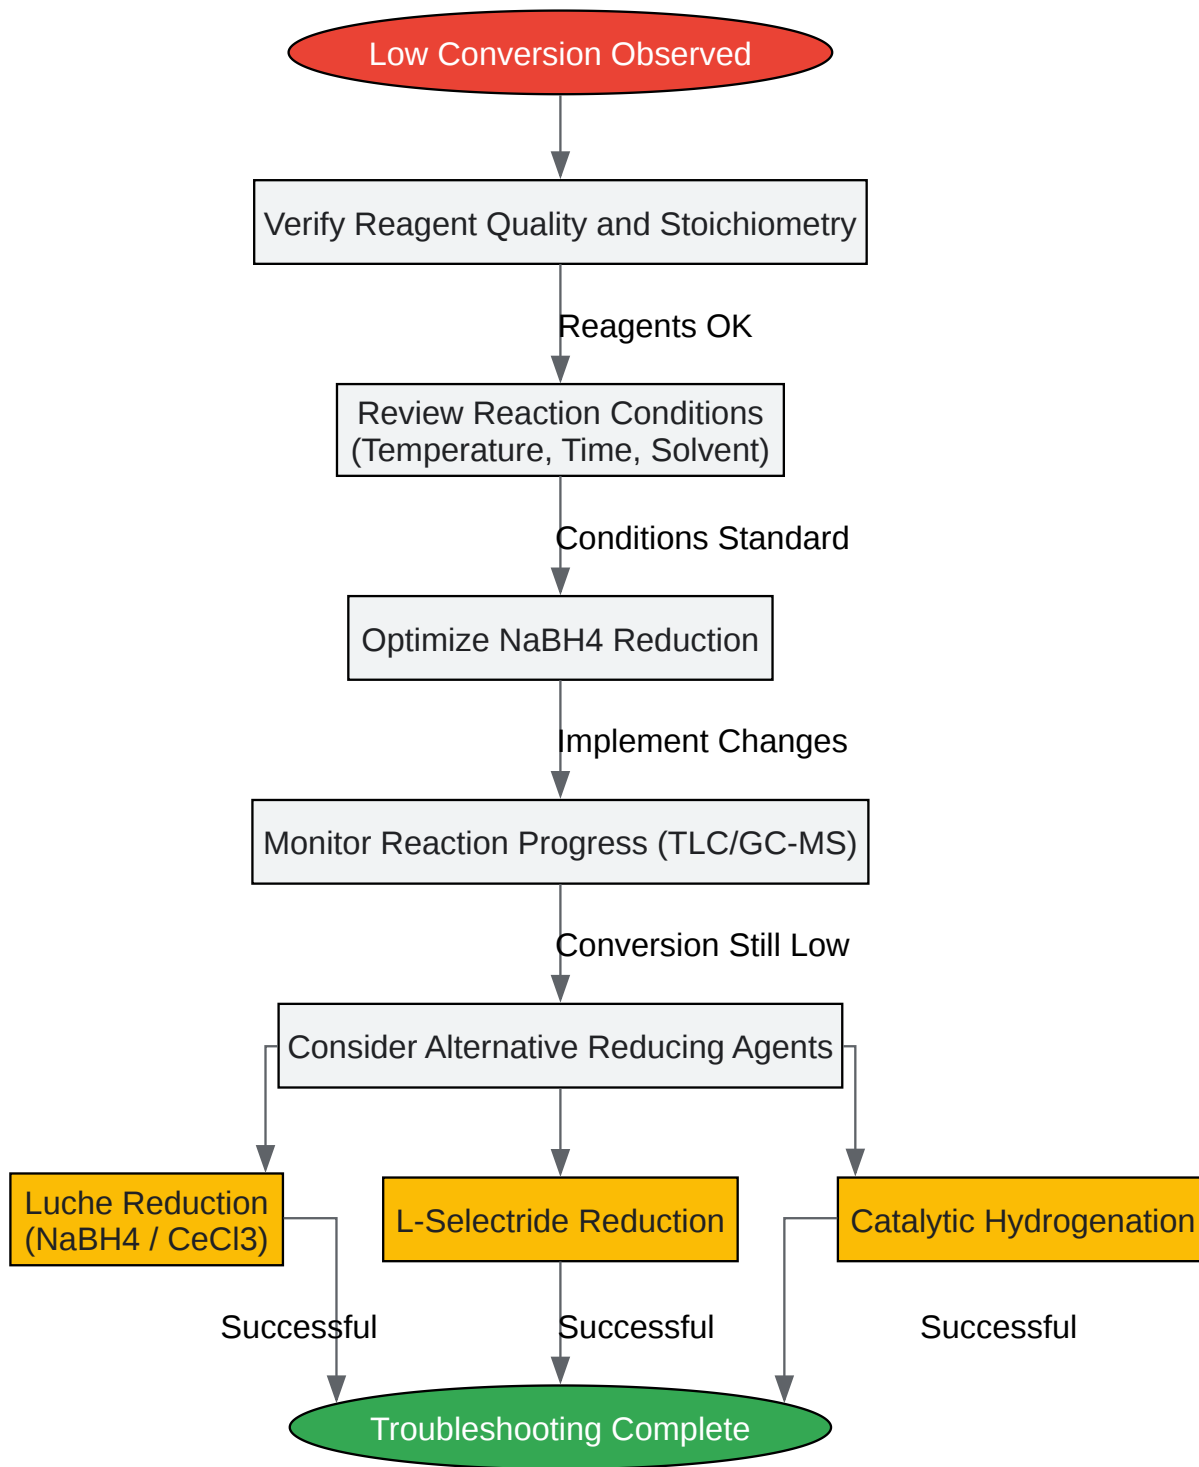 Low Conversion Observed
Verify Reagent Quality and Stoichiometry
Reagents OK
Review Reaction Conditions
(Temperature, Time, Solvent)
Conditions Standard
Optimize NaBH4 Reduction
Implement Changes
Monitor Reaction Progress (TLC/GC-MS)
Conversion Still Low
Consider Alternative Reducing Agents
Luche Reduction
(NaBH4 / CeCl3)
L-Selectride Reduction
Catalytic Hydrogenation
Successful
Successful
Successful
Troubleshooting Complete